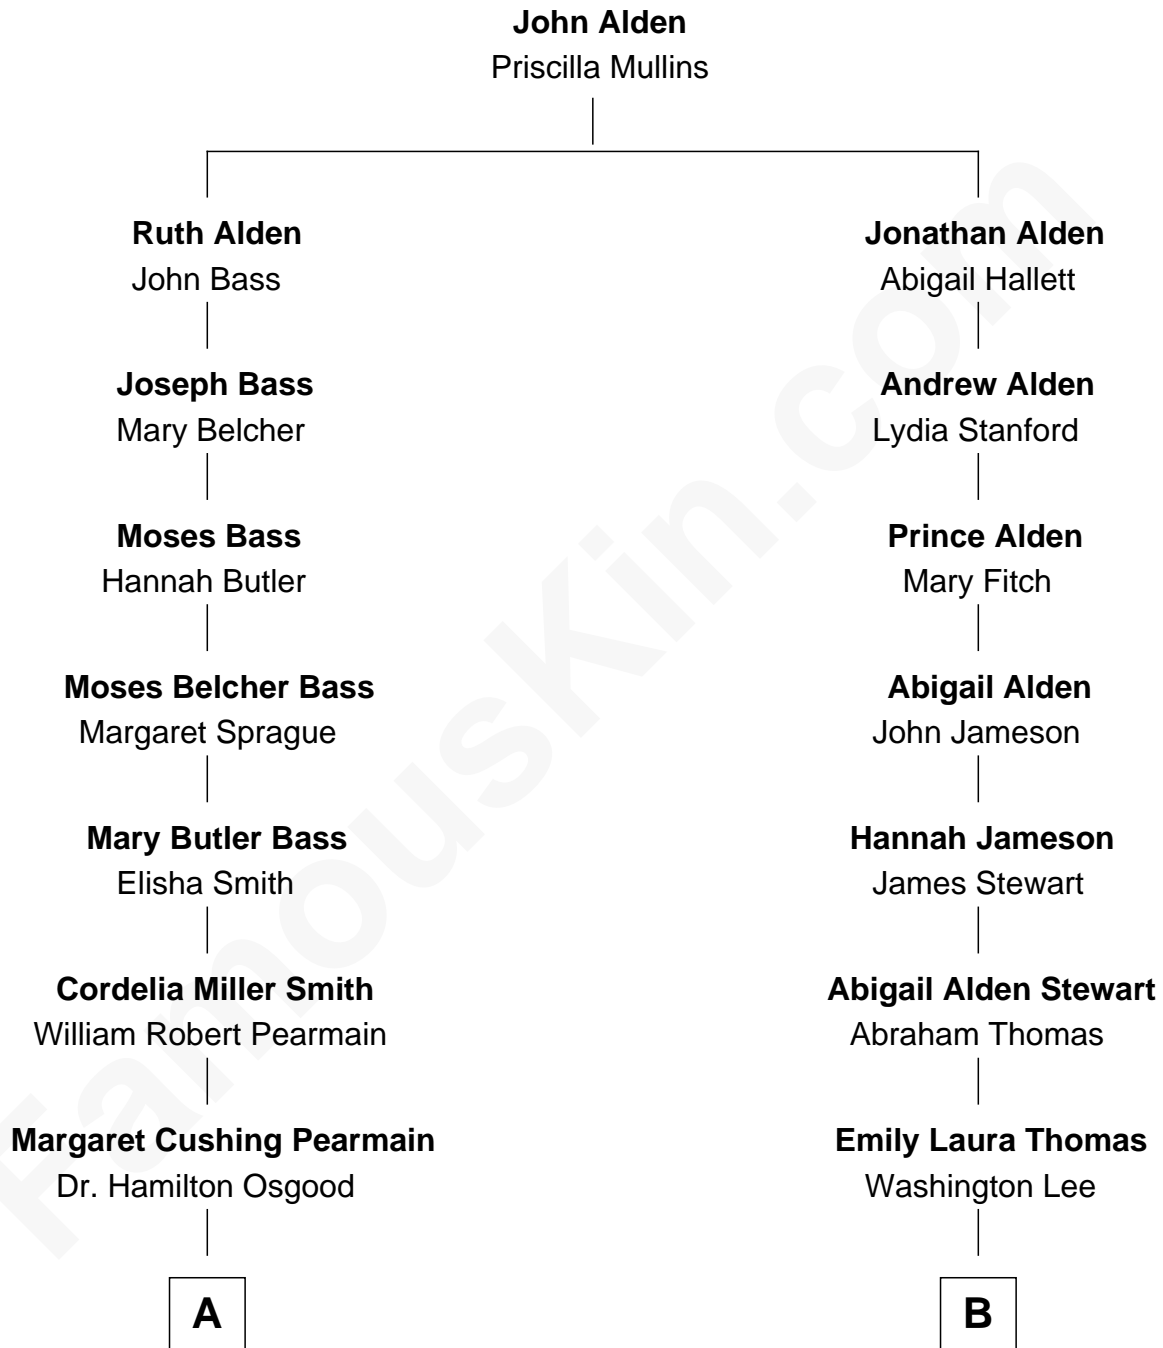 John Alden
Priscilla Mullins
Ruth Alden
John Bass
Jonathan Alden
Abigail Hallett
Joseph Bass
Mary Belcher
Andrew Alden
Lydia Stanford
Moses Bass
Hannah Butler
Prince Alden
Mary Fitch
Moses Belcher Bass
Margaret Sprague
Abigail Alden
John Jameson
Mary Butler Bass
Elisha Smith
Hannah Jameson
James Stewart
Cordelia Miller Smith
William Robert Pearmain
Abigail Alden Stewart
Abraham Thomas
Margaret Cushing Pearmain
Dr. Hamilton Osgood
Emily Laura Thomas
Washington Lee
A
B
FamousKin.com